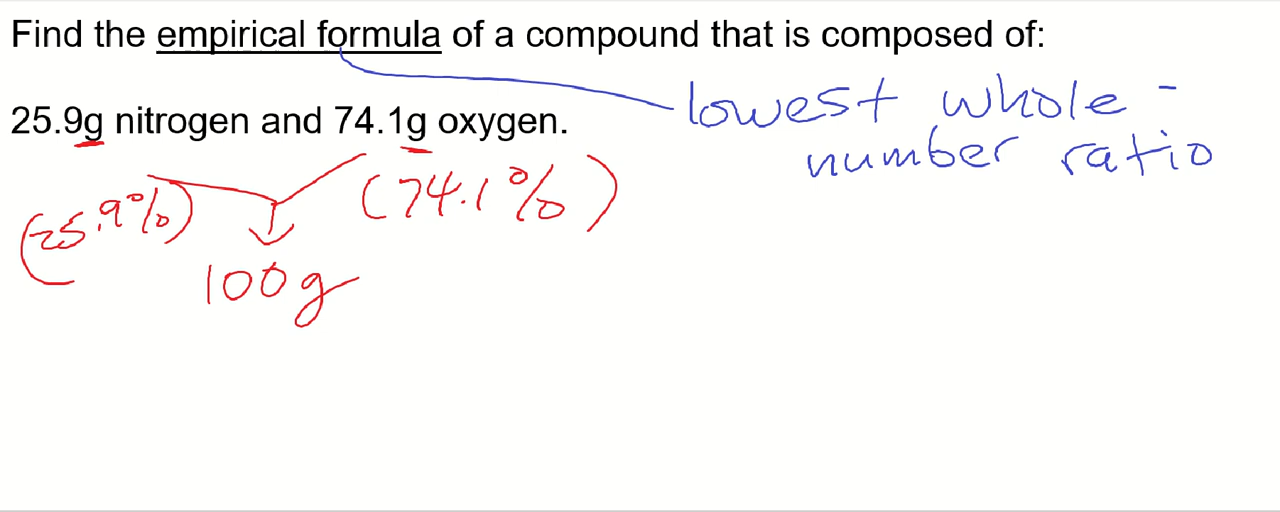 Find the empirical formula of a compound that is composed of:
lowest whole-
25.9g nitrogen and 74.1g oxygen.
number ratio
(25.9%) (74.1%)
100g